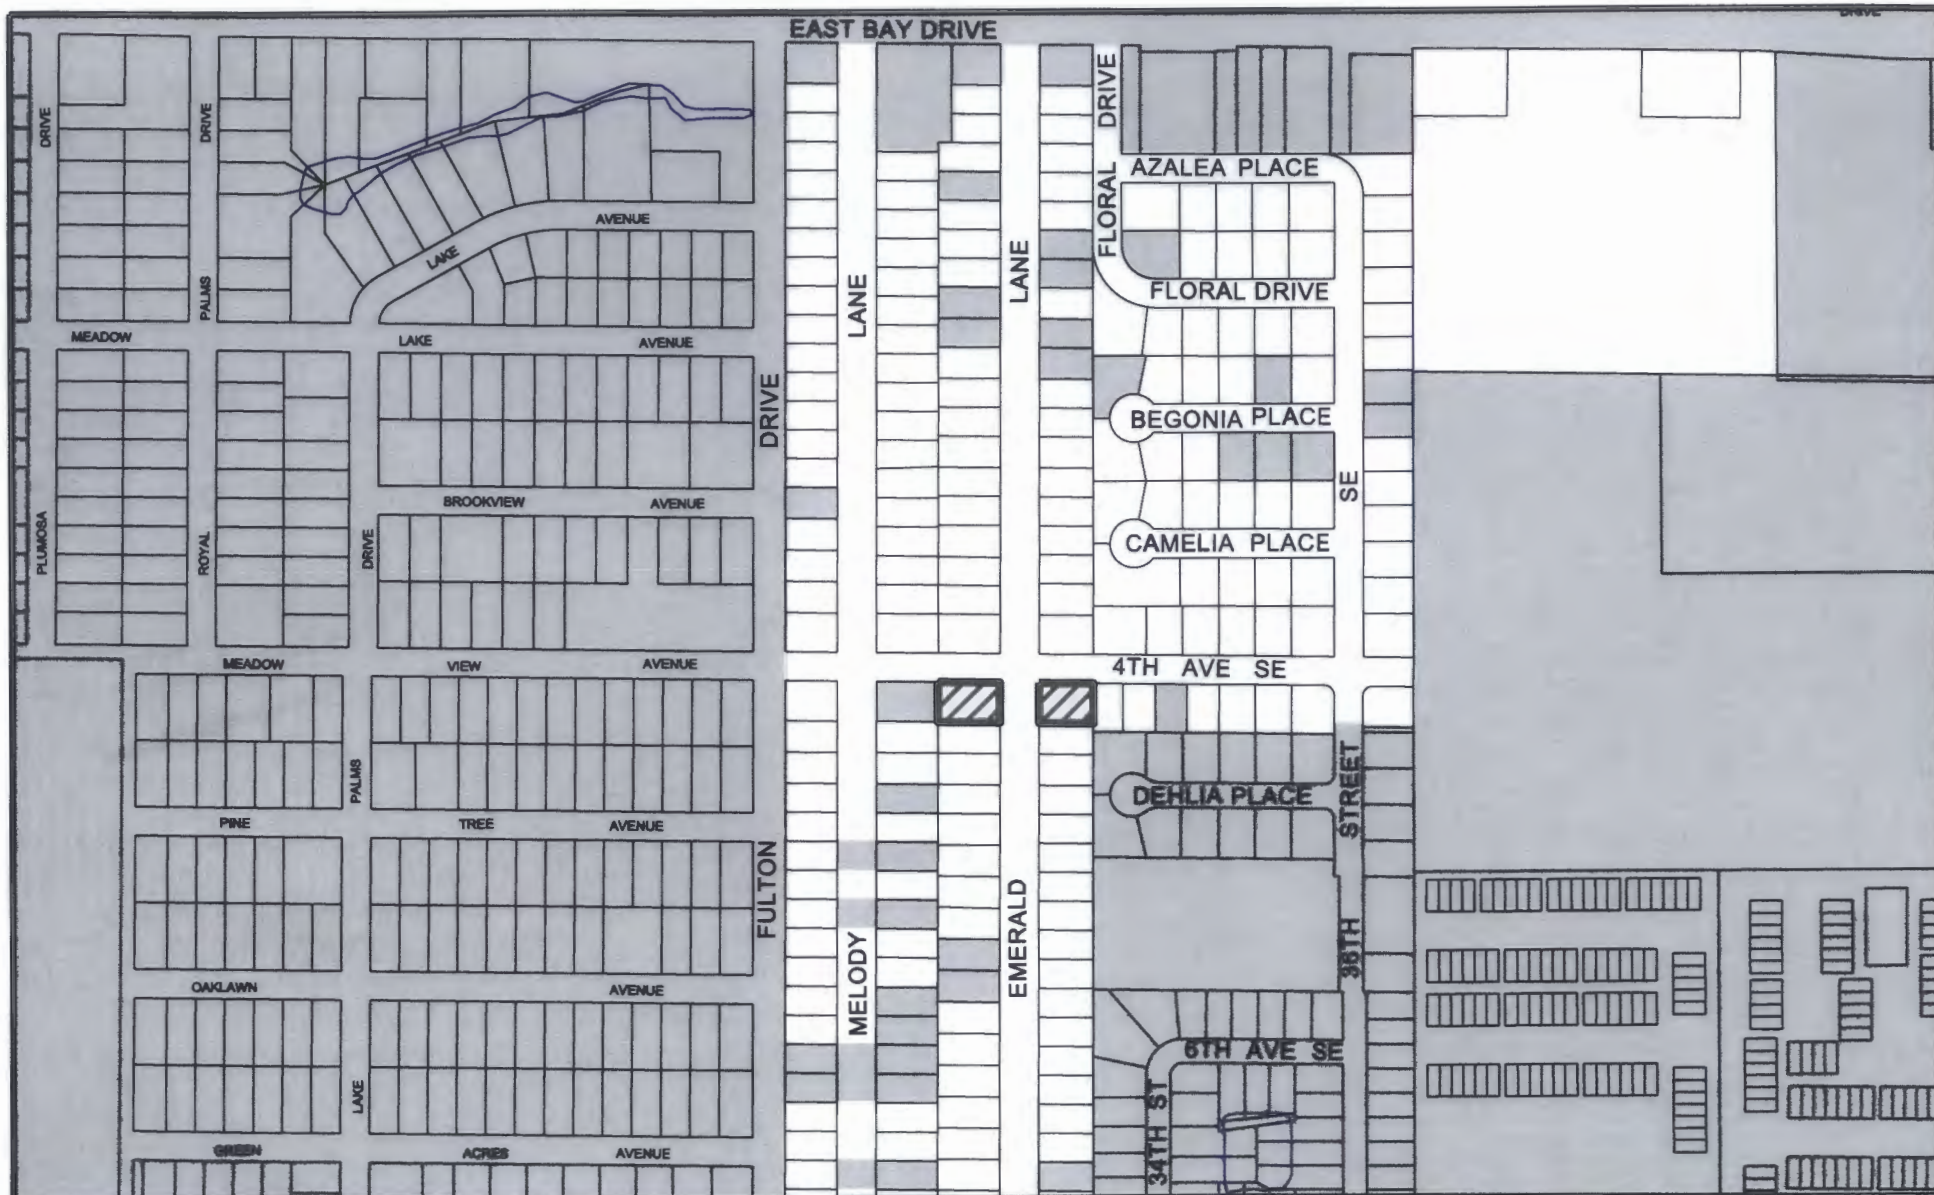 DRIVE
EAST BAY DRIVE
DRIVE
DRIVE
DRIVE
AZALEA PLACE
AVENUE
FLORAL
LAKE
LANE
LANE
PALMS
FLORAL DRIVE
MEADOW
LAKE
AVENUE
DRIVE
BEGONIA PLACE
BROOKVIEW
AVENUE
SE
PLUMOSA
ROYAL
DRIVE
CAMELIA PLACE
MEADOW
VIEW
AVENUE
4TH AVE SE
PALMS
STREET
DEHLIA PLACE
PINE
TREE
AVENUE
FULTON
EMERALD
36TH
OAKLAWN
AVENUE
MELODY
6TH AVE SE
LAKE
34TH ST
GREEN
ACRES
AVENUE